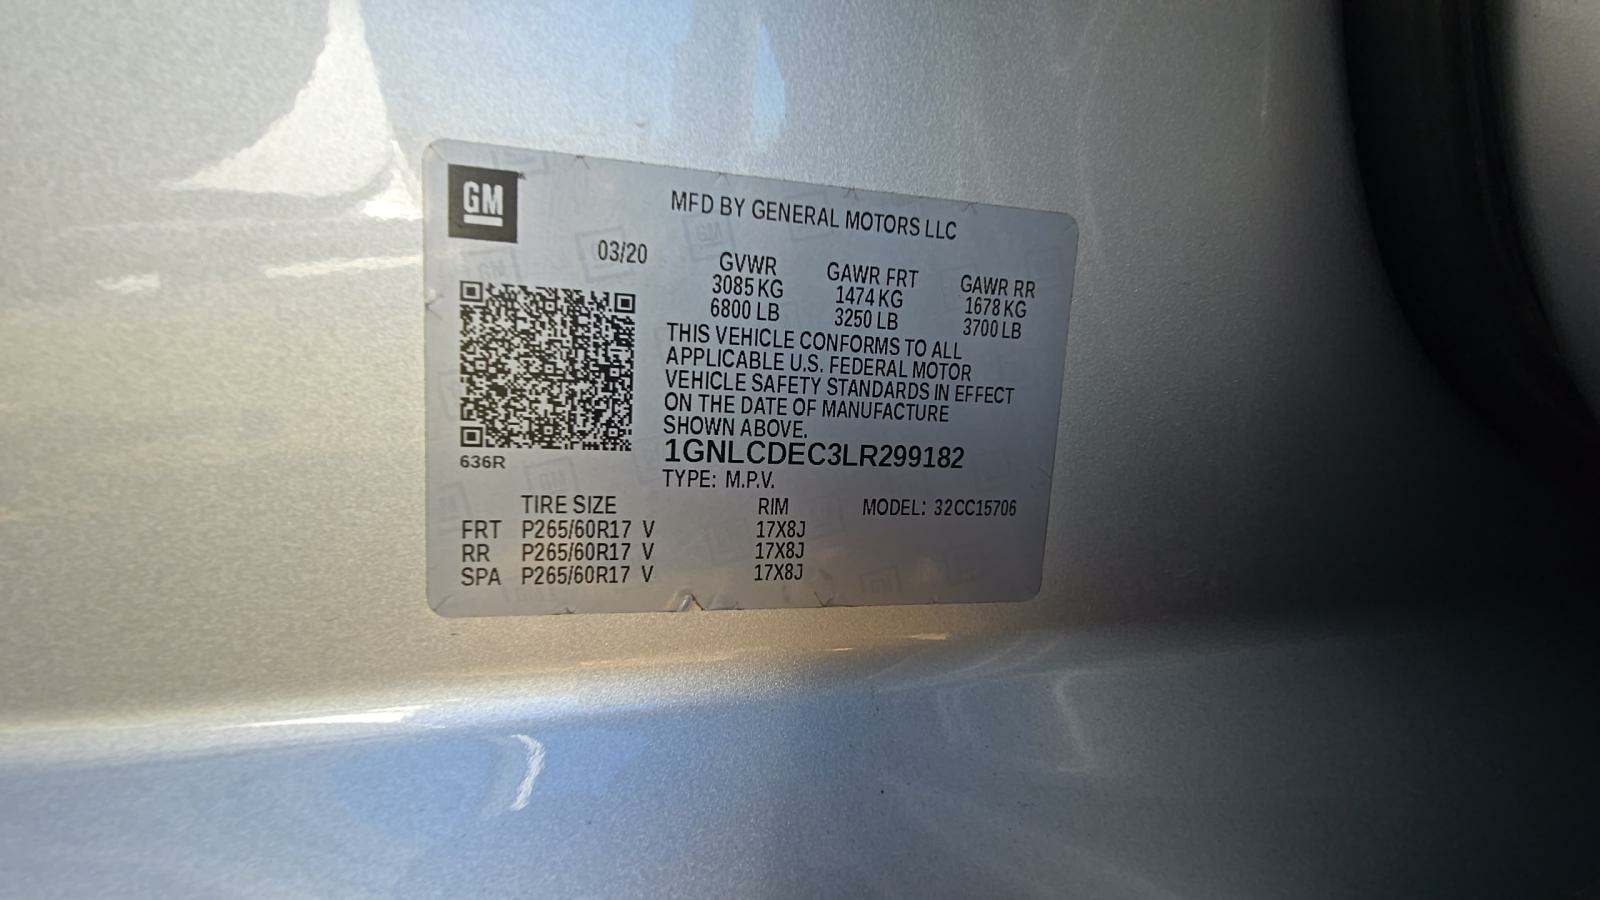 GM
MFD BY GENERAL MOTORS LLC
03/20
GVWR GAWR FRT GAWR RR
3085 KG 1474 KG 1678 KG
6800 LB 3250 LB 3700 LB
THIS VEHICLE CONFORMS TO ALL
APPLICABLE U.S. FEDERAL MOTOR
VEHICLE SAFETY STANDARDS IN EFFECT
ON THE DATE OF MANUFACTURE
SHOWN ABOVE.
636R
1GNLCDEC3LR299182
TYPE: M.P.V.
TIRE SIZE RIM MODEL: 32CC15706
FRT P265/60R17 V 17X8J
RR P265/60R17 V 17X8J
SPA P265/60R17 V 17X8J